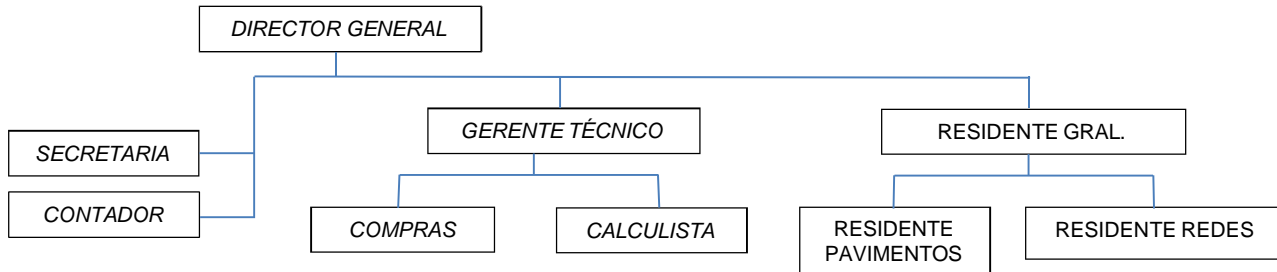 DIRECTOR GENERAL
GERENTE TÉCNICO
RESIDENTE GRAL.
SECRETARIA
CONTADOR
COMPRAS
CALCULISTA
RESIDENTE
PAVIMENTOS
RESIDENTE REDES